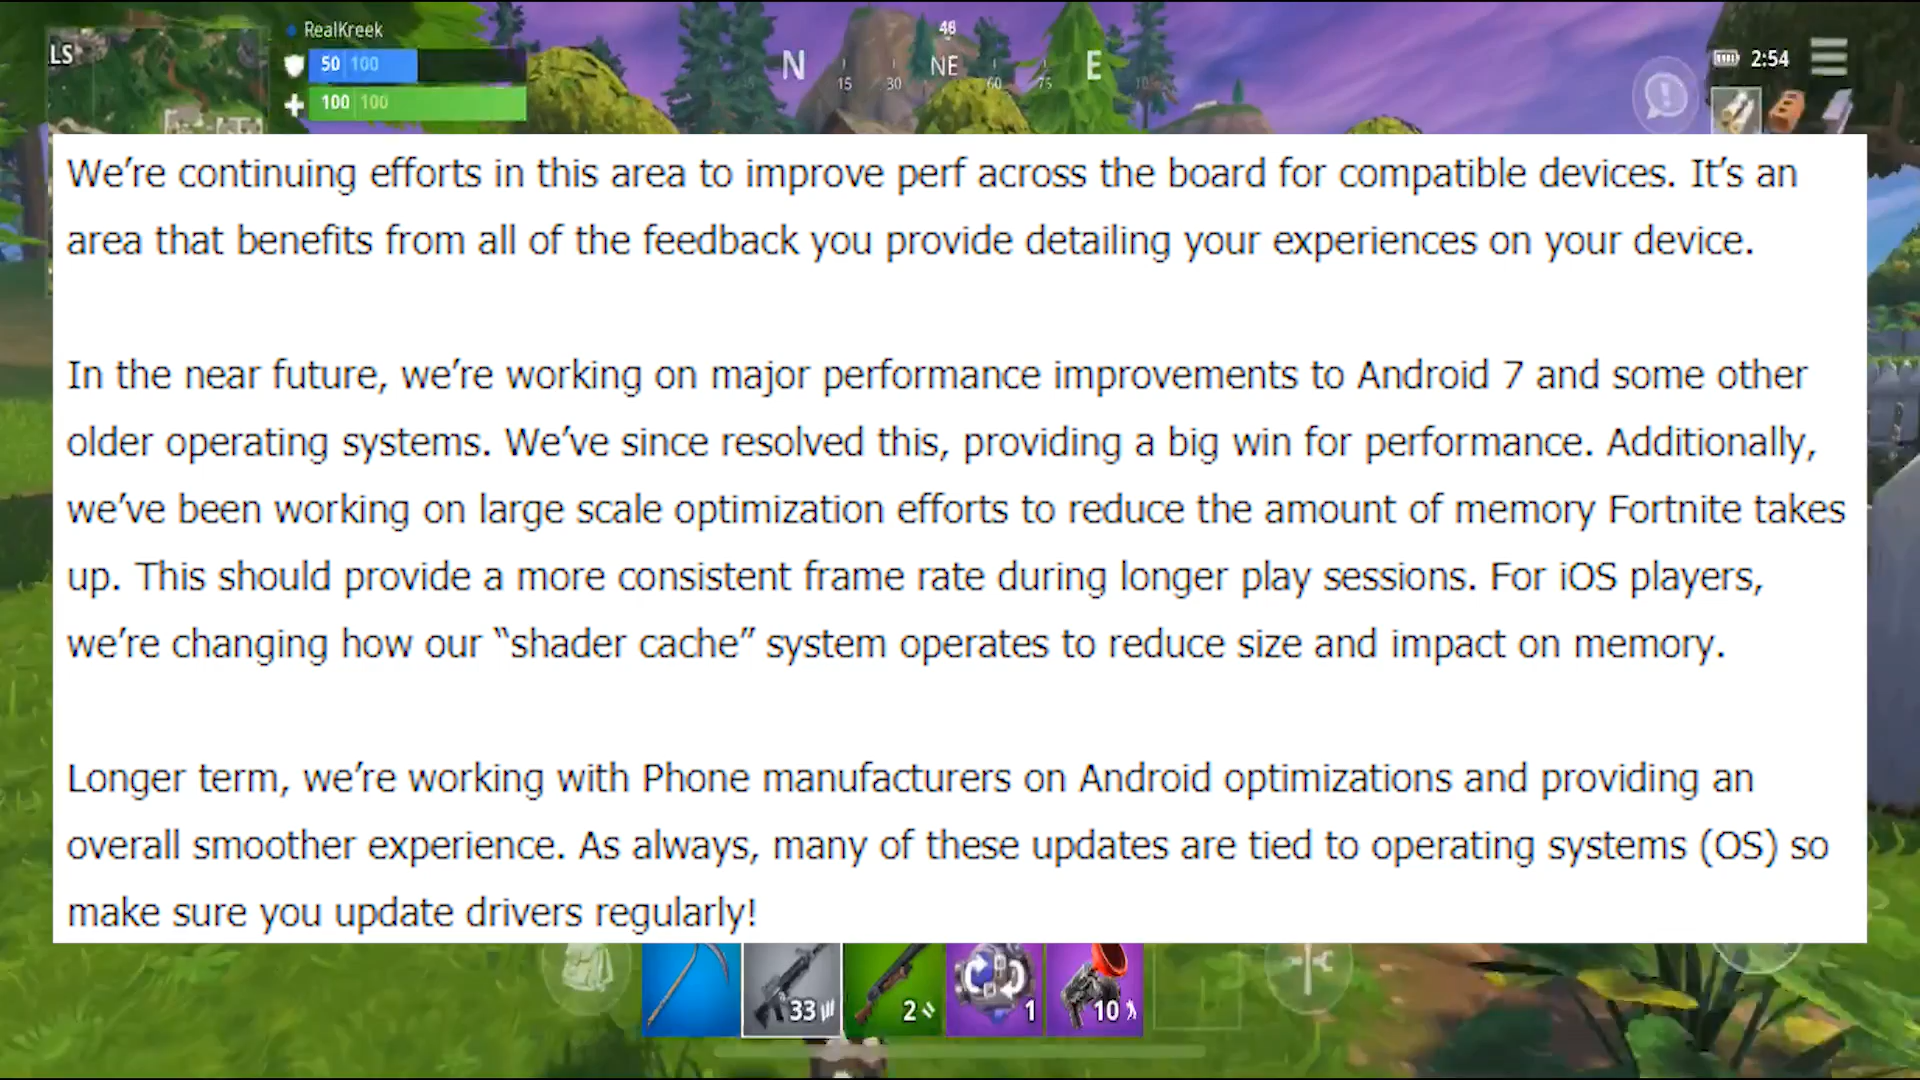 LS
RealKreek
50 100
100 100
N
15
30
46
NE
60
75
E
2:54
We’re continuing efforts in this area to improve perf across the board for compatible devices. It’s an
area that benefits from all of the feedback you provide detailing your experiences on your device.
In the near future, we’re working on major performance improvements to Android 7 and some other
older operating systems. We’ve since resolved this, providing a big win for performance. Additionally,
we’ve been working on large scale optimization efforts to reduce the amount of memory Fortnite takes
up. This should provide a more consistent frame rate during longer play sessions. For iOS players,
we’re changing how our “shader cache” system operates to reduce size and impact on memory.
Longer term, we’re working with Phone manufacturers on Android optimizations and providing an
overall smoother experience. As always, many of these updates are tied to operating systems (OS) so
make sure you update drivers regularly!
33
2
1
10